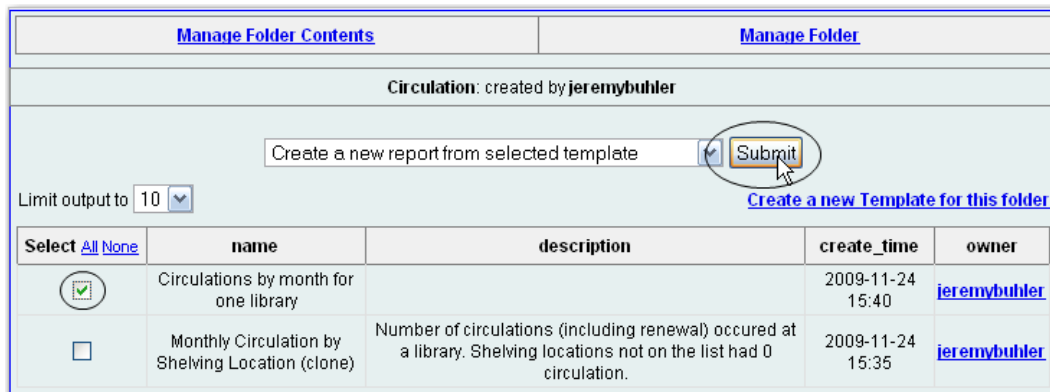 Manage Folder Contents Manage Folder
Circulation: created by jeremybuhler
Create a new report from selected template Submit
Limit output to 10 Create a new Template for this folder
Select All None name description create_time owner
Circulations by month for
one library
2009-11-24
15:40
jeremybuhler
Monthly Circulation by
Shelving Location (clone)
Number of circulations (including renewal) occured at
a library. Shelving locations not on the list had 0
circulation.
2009-11-24
15:35
jeremybuhler